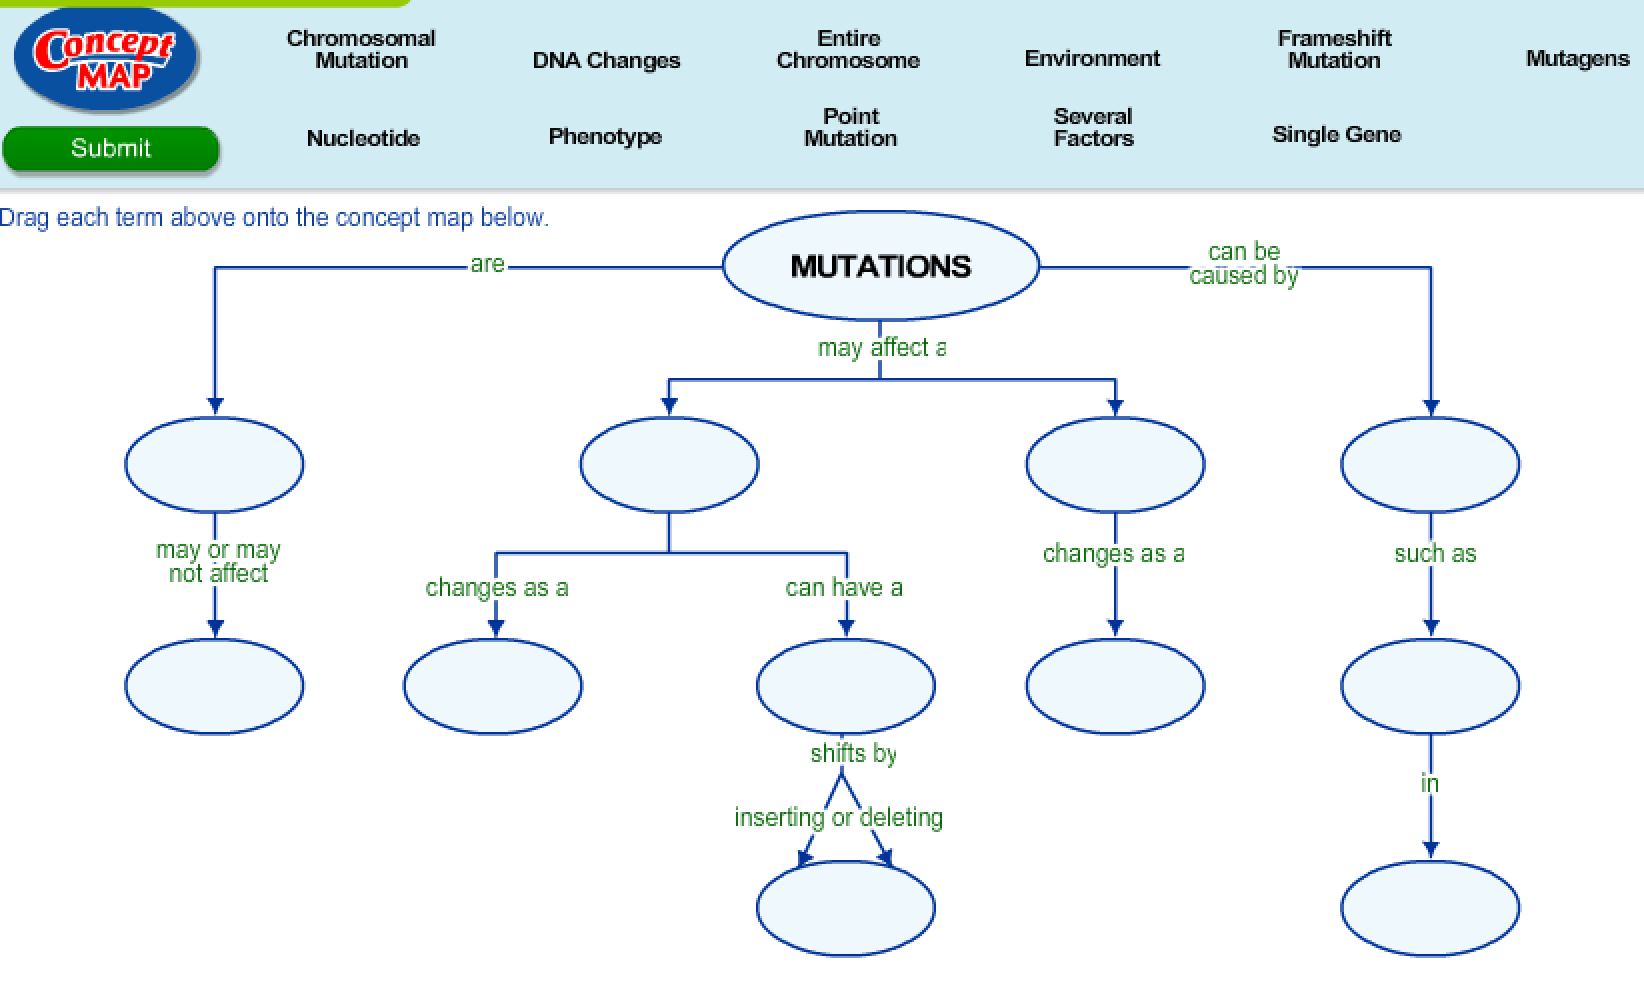 Concept
MAP
Submit
Chromosomal
Mutation
DNA Changes
Entire
Chromosome
Environment
Frameshift
Mutation
Mutagens
Nucleotide
Phenotype
Point
Mutation
Several
Factors
Single Gene
Drag each term above onto the concept map below.
MUTATIONS
are
can be
caused by
may affect a
may or may
not affect
changes as a
can have a
changes as a
such as
shifts by
inserting or deleting
in